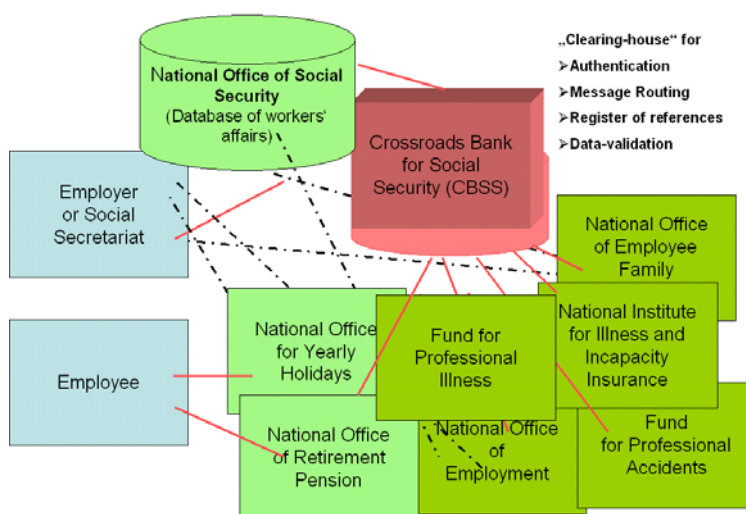 National Office of Social
Security
(Database of workers‘
affairs)
„Clearing-house“ for
➢Authentication
➢Message Routing
➢Register of references
➢Data-validation
Crossroads Bank
for Social
Security (CBSS)
Employer
or Social
Secretariat
National Office
of Employee
Family
National Office
for Yearly
Holidays
Fund for
Professional
Illness
National Institute
for Illness and
Incapacity
Insurance
Employee
National Office
of Retirement
Pension
National Office
of
Employment
Fund
for Professional
Accidents